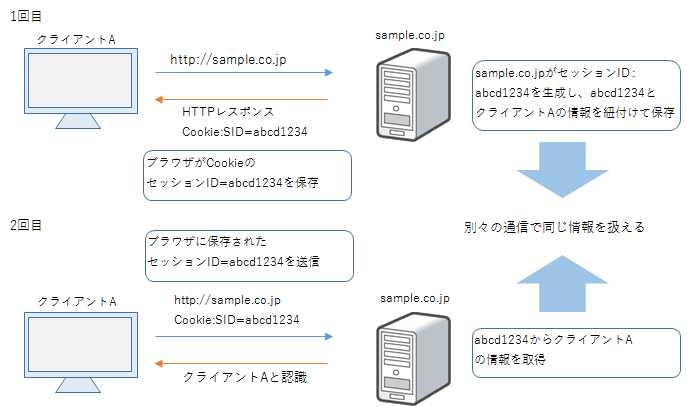 1回目
クライアントA
http://sample.co.jp
sample.co.jp
HTTPレスポンス
Cookie:SID=abcd1234
sample.co.jpがセッションID:
abcd1234を生成し、abcd1234と
クライアントAの情報を紐付けて保存
ブラウザがCookieの
セッションID=abcd1234を保存
別々の通信で同じ情報を扱える
2回目
ブラウザに保存された
セッションID=abcd1234を送信
クライアントA
http://sample.co.jp
Cookie:SID=abcd1234
sample.co.jp
クライアントAと認識
abcd1234からクライアントA
の情報を取得